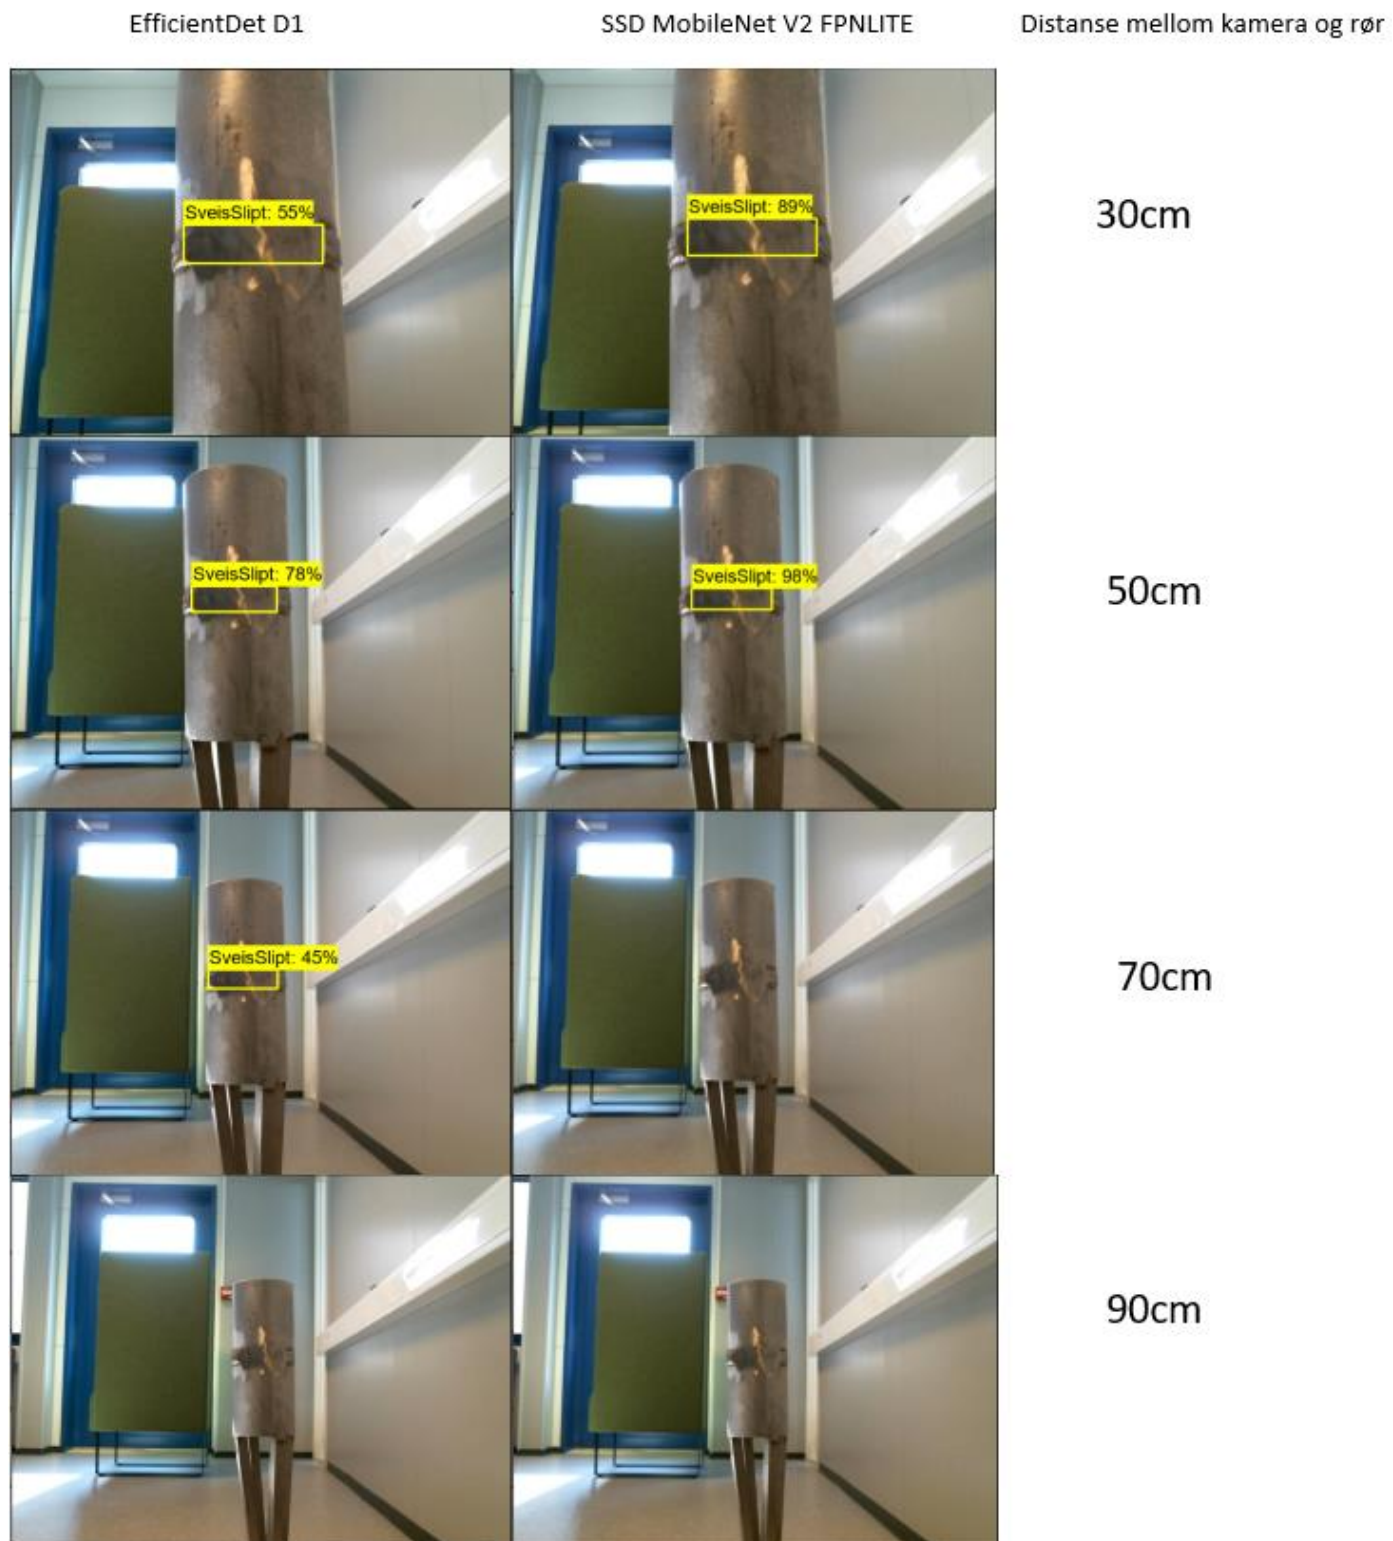 EfficientDet D1 SSD MobileNet V2 FPNLITE Distanse mellom kamera og rør
SveisSlipt: 55% SveisSlipt: 89% 30cm
SveisSlipt: 78% SveisSlipt: 98% 50cm
SveisSlipt: 45% 70cm
90cm